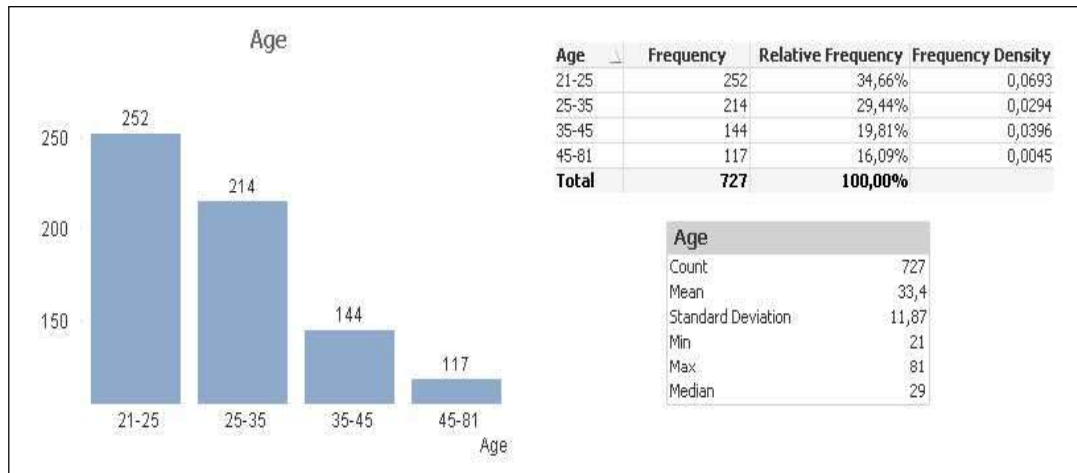 Age
250
200
150
252
214
144
117
21-25 25-35 35-45 45-81
Age
Age Frequency Relative Frequency Frequency Density
21-25 252 34,66% 0,0693
25-35 214 29,44% 0,0294
35-45 144 19,81% 0,0396
45-81 117 16,09% 0,0045
Total 727 100,00%
Age
Count 727
Mean 33,4
Standard Deviation 11,87
Min 21
Max 81
Median 29